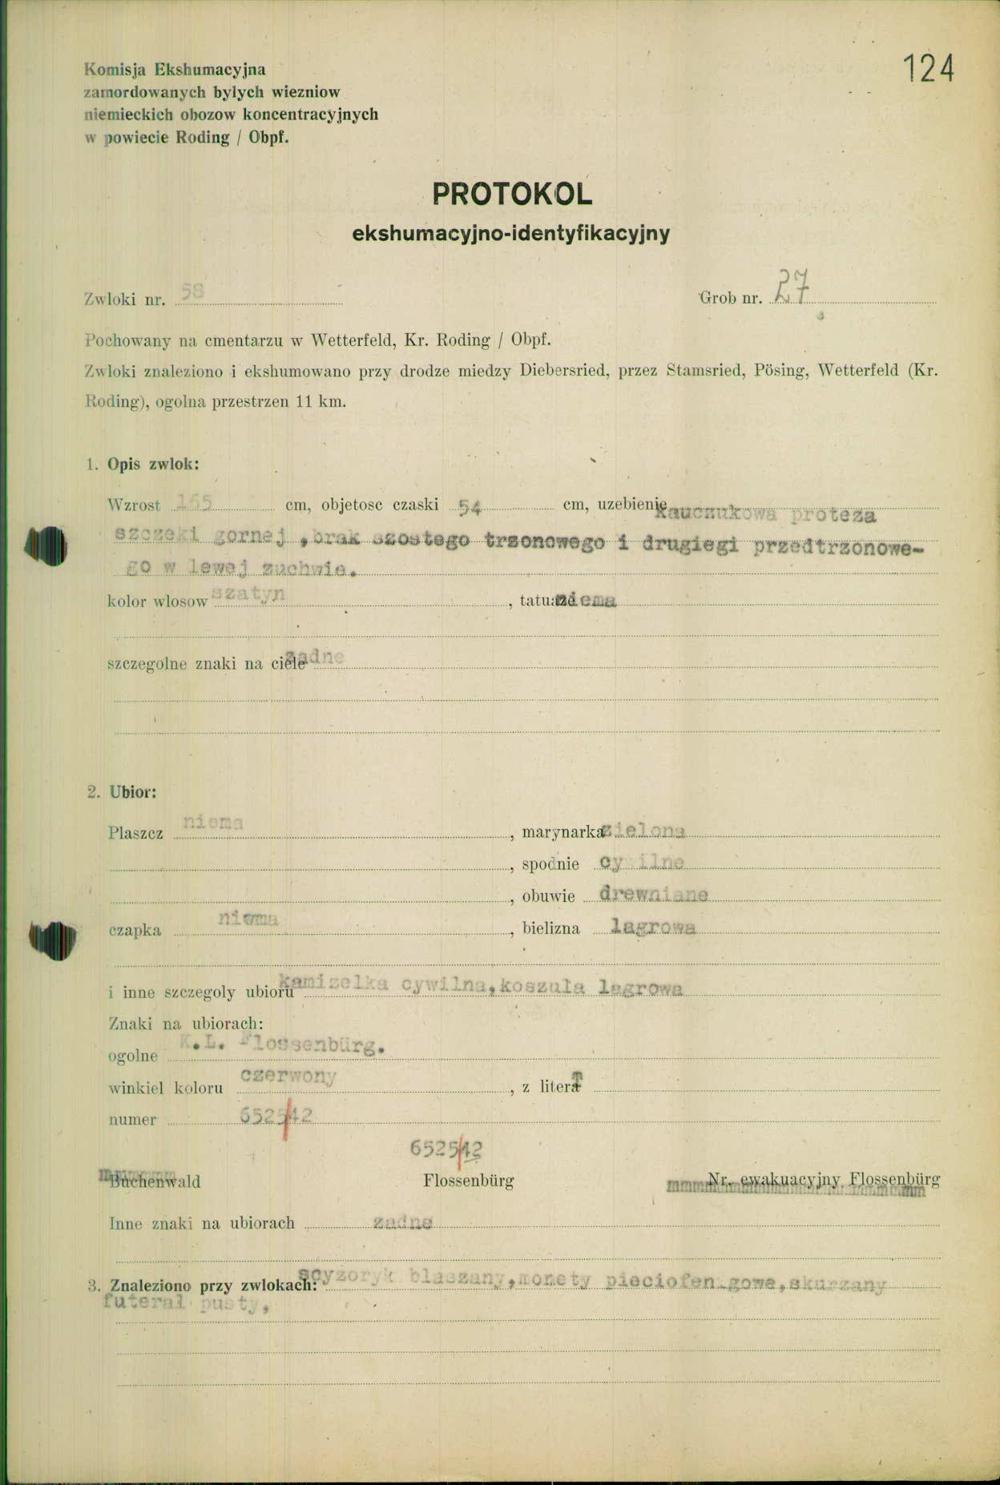 124
Komisja Ekshumacyjna
zamordowanych bylych wiezniow
niemieckich obozow koncentracyjnych
w powiecie Roding / Obpf.
PROTOKOL
ekshumacyjno-identyfikacyjny
Zwloki nr. 58 Grob nr. 27
Pochowany na cmentarzu w Wetterfeld, Kr. Roding / Obpf.
Zwloki znaleziono i ekshumowano przy drodze miedzy Diebersried, przez Stamsried, Pösing, Wetterfeld (Kr.
Roding), ogolna przestrzen 11 km.
1. Opis zwlok:
Wzrost 165 cm, objetosc czaski 54 cm, uzebienie kauczukowa proteza
szczeki gornej ,brak szostego trzonowego i drugiegi przedtrzonowe-
go w lewej zuchwie.
kolor wlosow szatyn , tatuaż niema
szczegolne znaki na ciele zadne
2. Ubior:
Plaszcz niema , marynarka zielona
, spodnie cywilne
, obuwie drewniane
czapka niema , bielizna lagrowa
i inne szczegoly ubioru kamizelka cywilna,koszula lagrowa
Znaki na ubiorach:
ogolne K.L. Flossenbürg.
winkiel koloru czerwony , z litera
numer 652542
652542
Buchenwald Flossenbürg Nr. ewakuacyjny Flossenbürg
Inne znaki na ubiorach zadne
3. Znaleziono przy zwlokach: scyzoryk blaszany,monety pieciofenigowe,skurzany
futeral pusty,